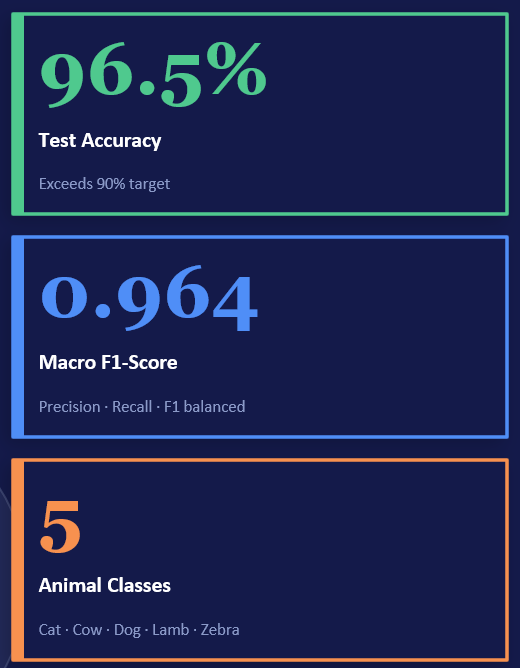 96.5%
Test Accuracy
Exceeds 90% target
0.964
Macro F1-Score
Precision · Recall · F1 balanced
5
Animal Classes
Cat · Cow · Dog · Lamb · Zebra